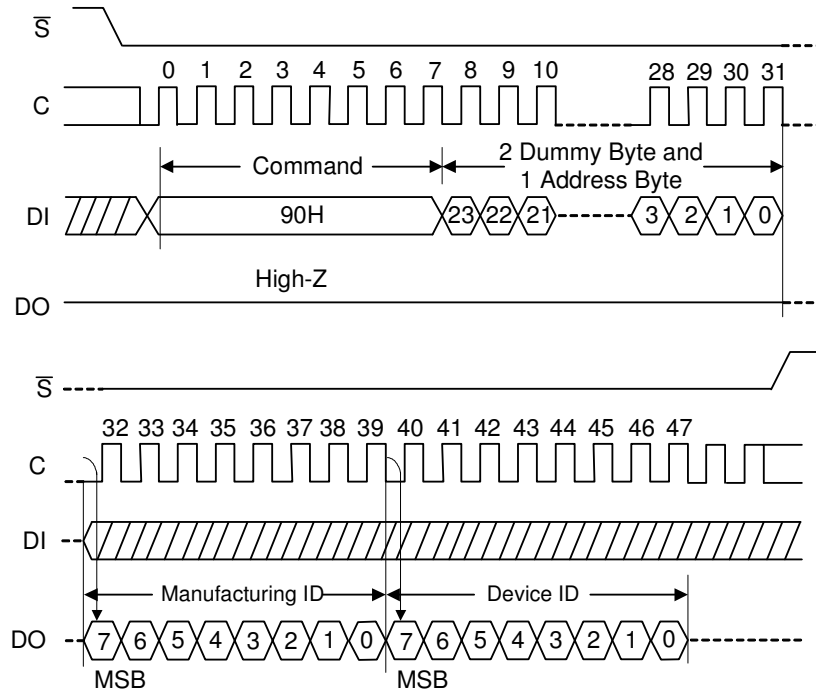 S̅
0 1 2 3 4 5 6 7 8 9 10 28 29 30 31
C
Command
2 Dummy Byte and
1 Address Byte
DI
90H
23 22 21 3 2 1 0
High-Z
DO
S̅
32 33 34 35 36 37 38 39 40 41 42 43 44 45 46 47
C
DI
Manufacturing ID
Device ID
DO
7 6 5 4 3 2 1 0 7 6 5 4 3 2 1 0
MSB
MSB